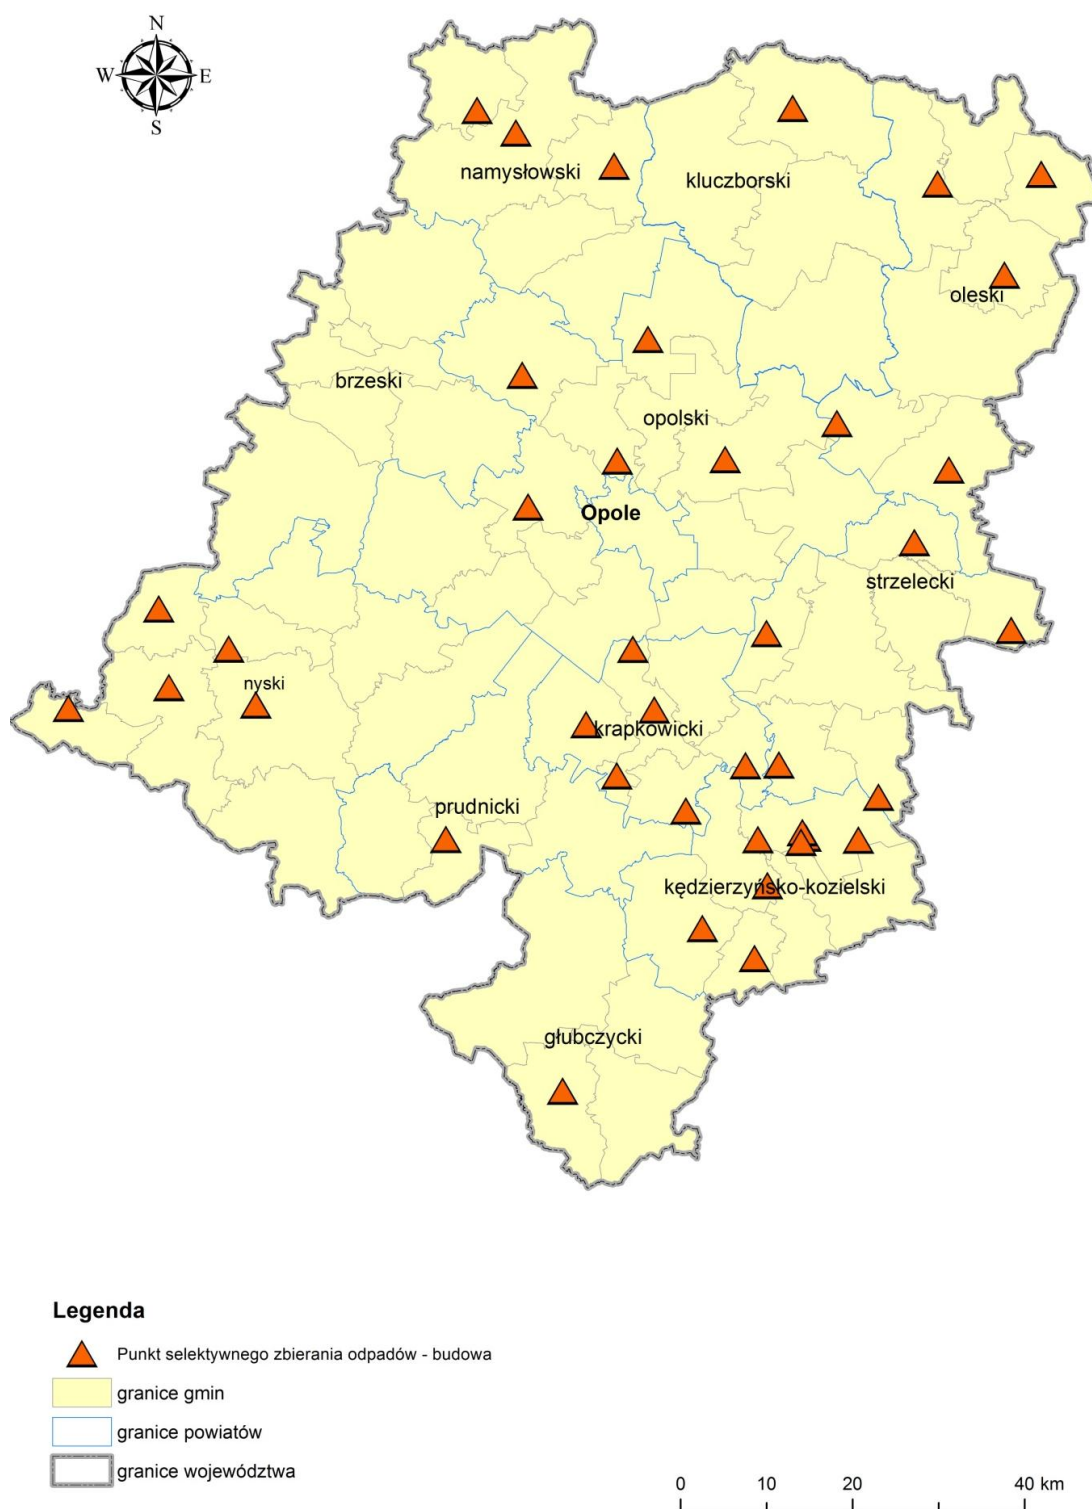 N
W E
S
namysłowski
kluczborski
oleski
brzeski
opolski
Opole
strzelecki
nyski
krapkowicki
prudnicki
kędzierzyńsko-kozielski
głubczycki
Legenda
Punkt selektywnego zbierania odpadów - budowa
granice gmin
granice powiatów
granice województwa
0 10 20 40 km